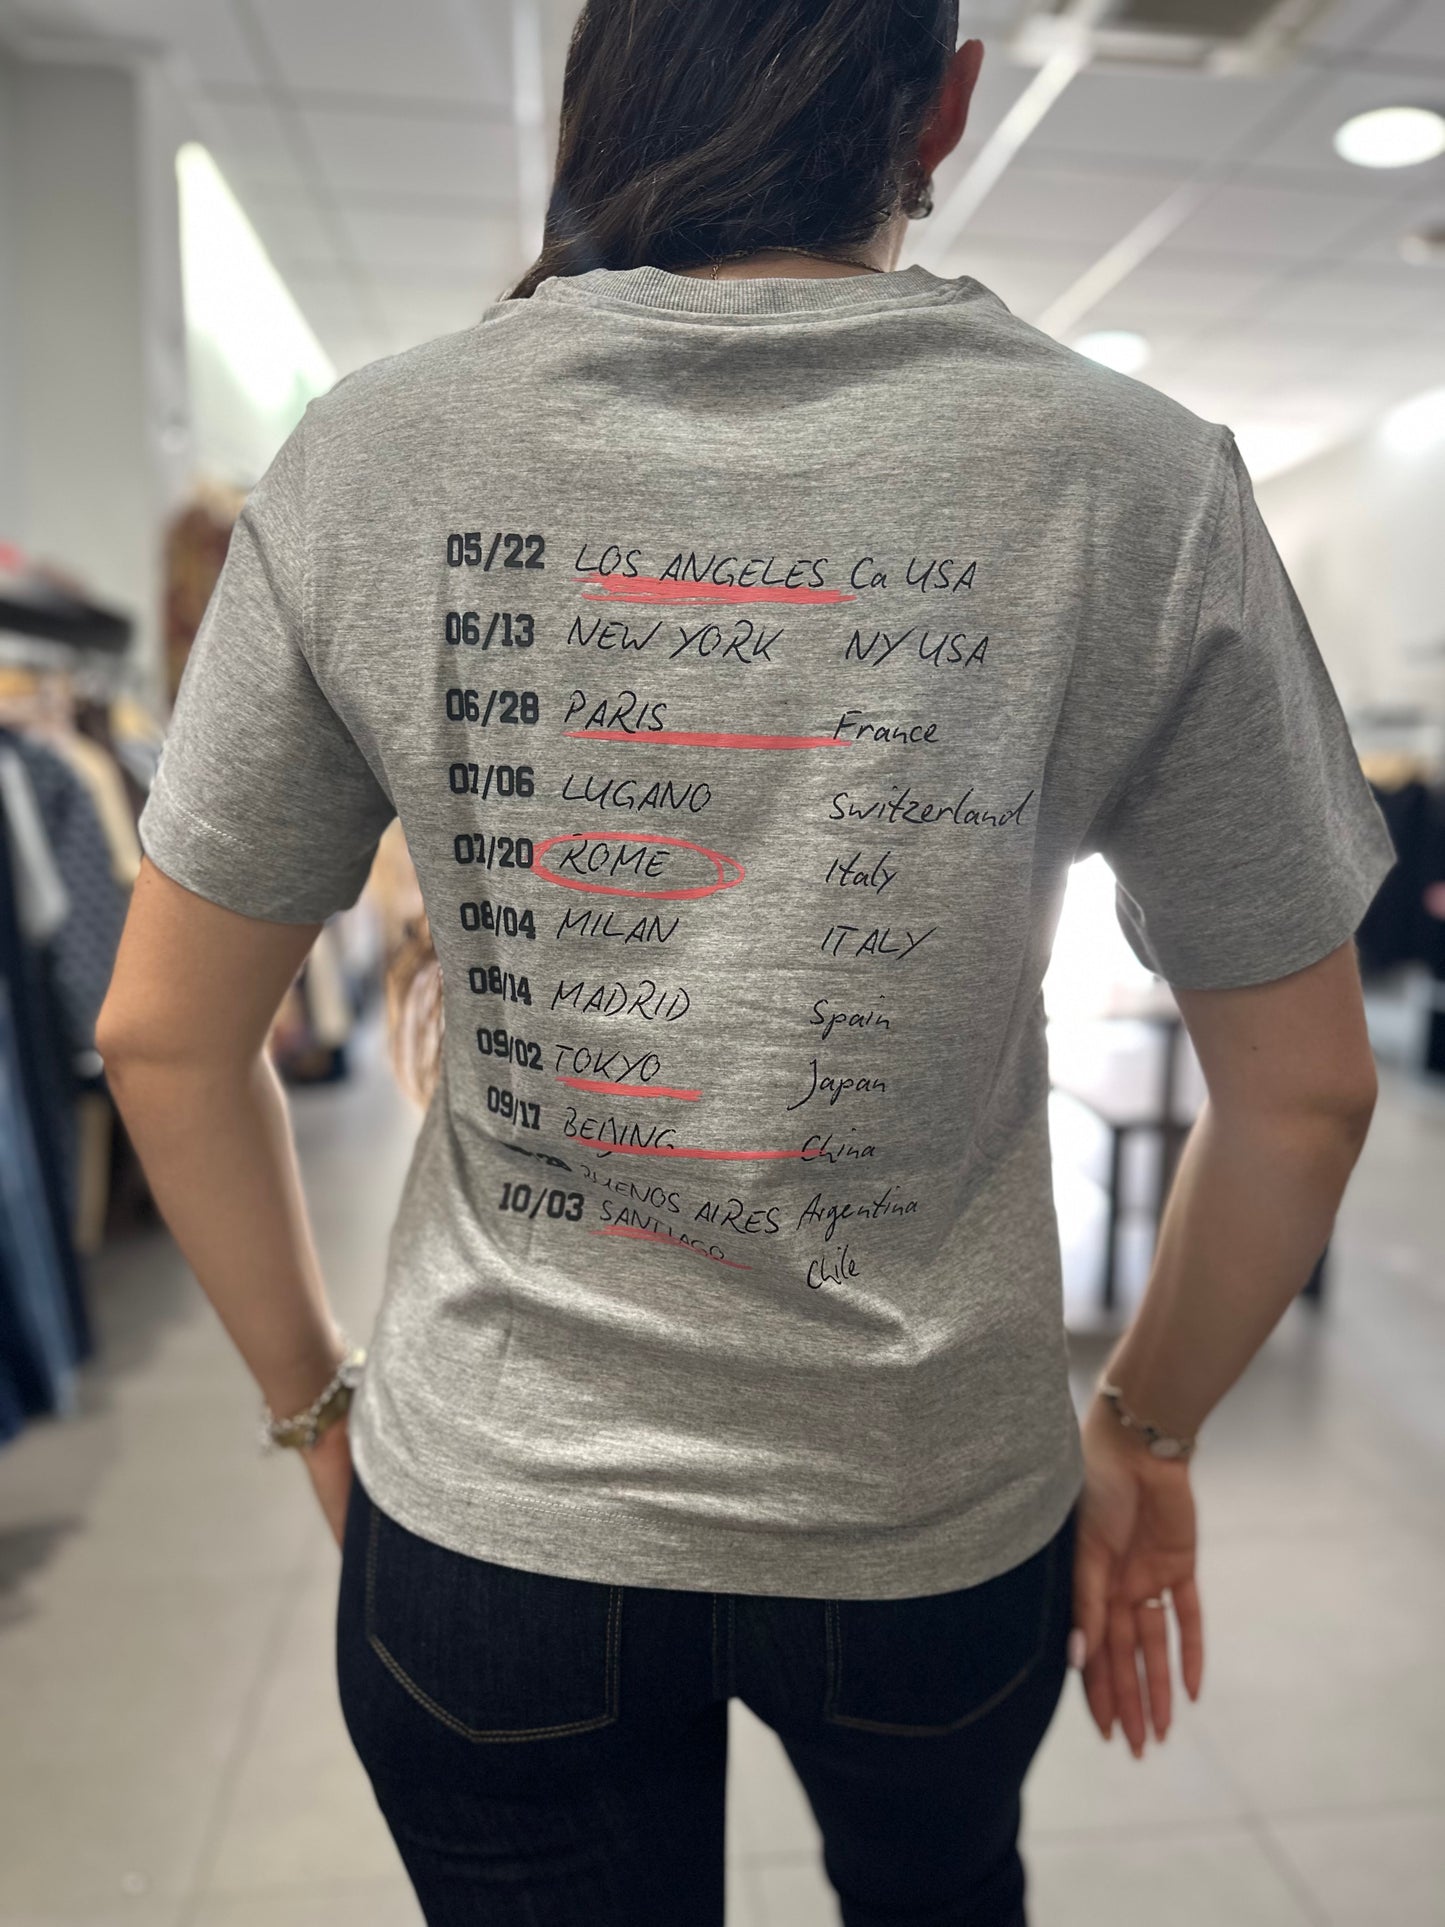 05/22 LOS ANGELES Ca USA
06/13 NEW YORK NY USA
06/28 PARIS France
07/06 LUGANO Switzerland
07/20 ROME Italy
08/04 MILAN ITALY
08/14 MADRID Spain
09/02 TOKYO Japan
09/17 BEIJING China
BUENOS AIRES Argentina
10/03 SANTIAGO Chile